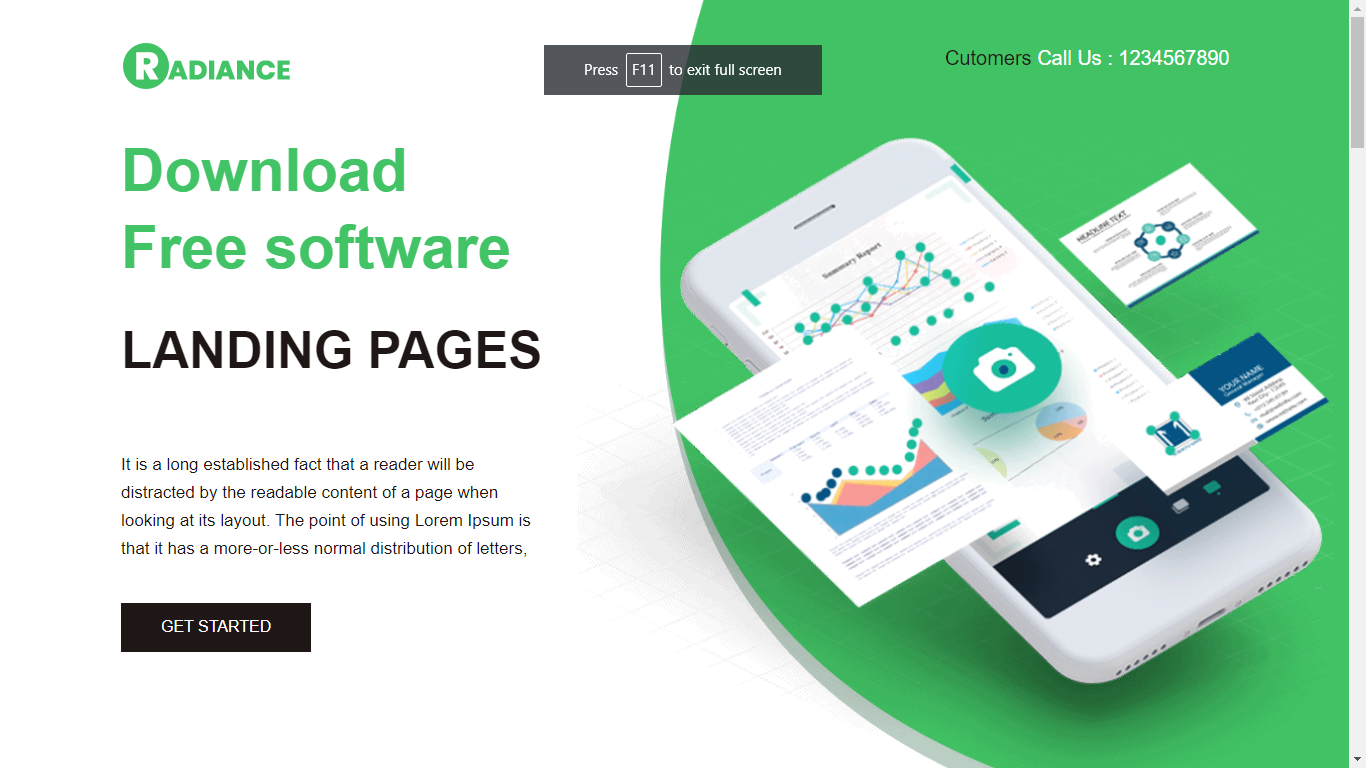 RADIANCE
Press F11 to exit full screen
Cutomers Call Us : 1234567890
Download
Free software
LANDING PAGES
It is a long established fact that a reader will be
distracted by the readable content of a page when
looking at its layout. The point of using Lorem Ipsum is
that it has a more-or-less normal distribution of letters,
GET STARTED
Summary Report
HEADLINE TEXT
YOUR NAME
General Manager